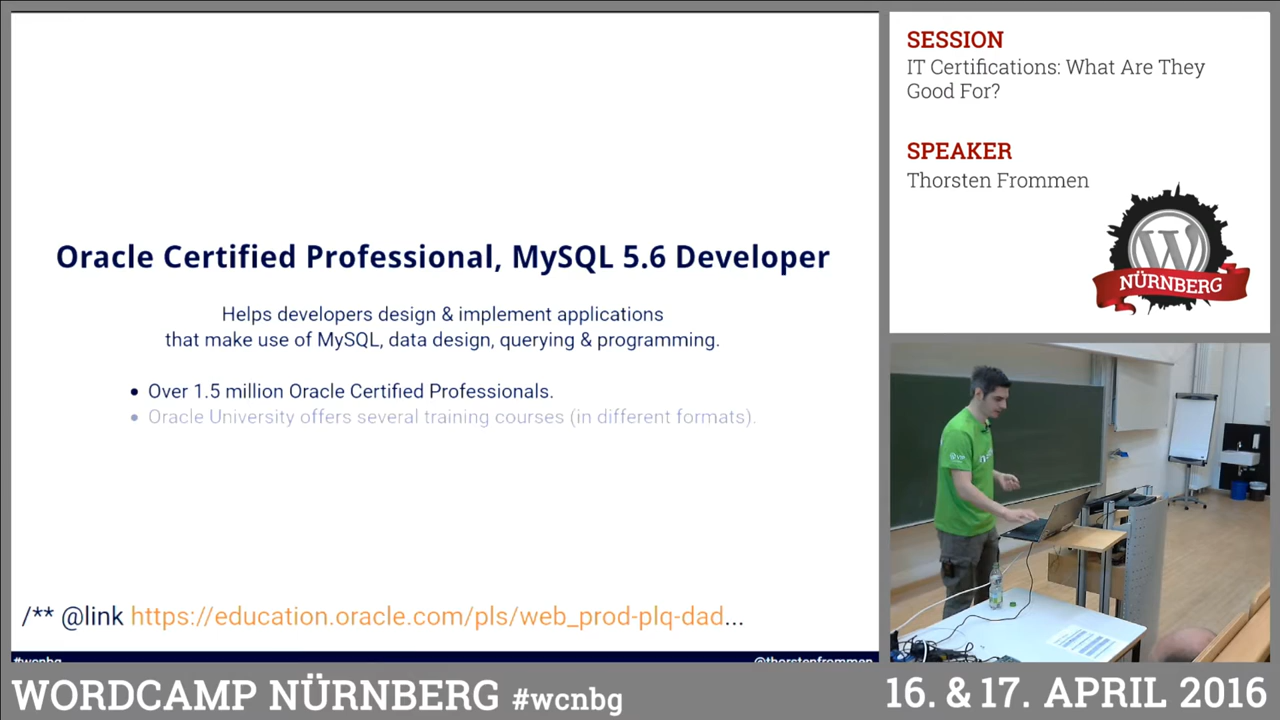 Oracle Certified Professional, MySQL 5.6 Developer
Helps developers design & implement applications
that make use of MySQL, data design, querying & programming.
• Over 1.5 million Oracle Certified Professionals.
• Oracle University offers several training courses (in different formats).
/** @link https://education.oracle.com/pls/web_prod-plq-dad...
#wcnbg
@thorstenfrommen
SESSION
IT Certifications: What Are They
Good For?
SPEAKER
Thorsten Frommen
W
NÜRNBERG
WORDCAMP NÜRNBERG #wcnbg
16. & 17. APRIL 2016